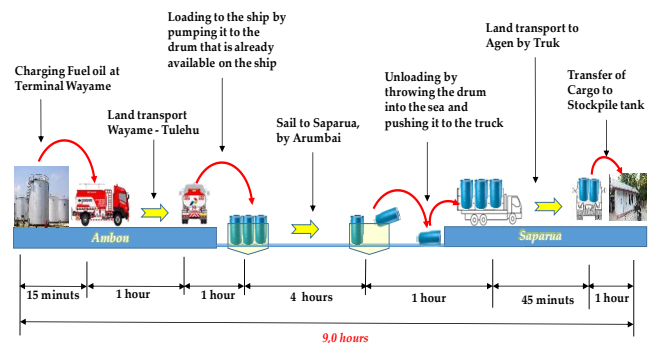 Charging Fuel oil at
Terminal Wayame
Land transport
Wayame - Tulehu
Loading to the ship by
pumping it to the
drum that is already
available on the ship
Sail to Saparua,
by Arumbai
Unloading by
throwing the drum
into the sea and
pushing it to the truck
Land transport to
Agen by Truk
Transfer of
Cargo to
Stockpile tank
Ambon
Saparua
15 minuts
1 hour
1 hour
4 hours
1 hour
45 minuts
1 hour
9,0 hours